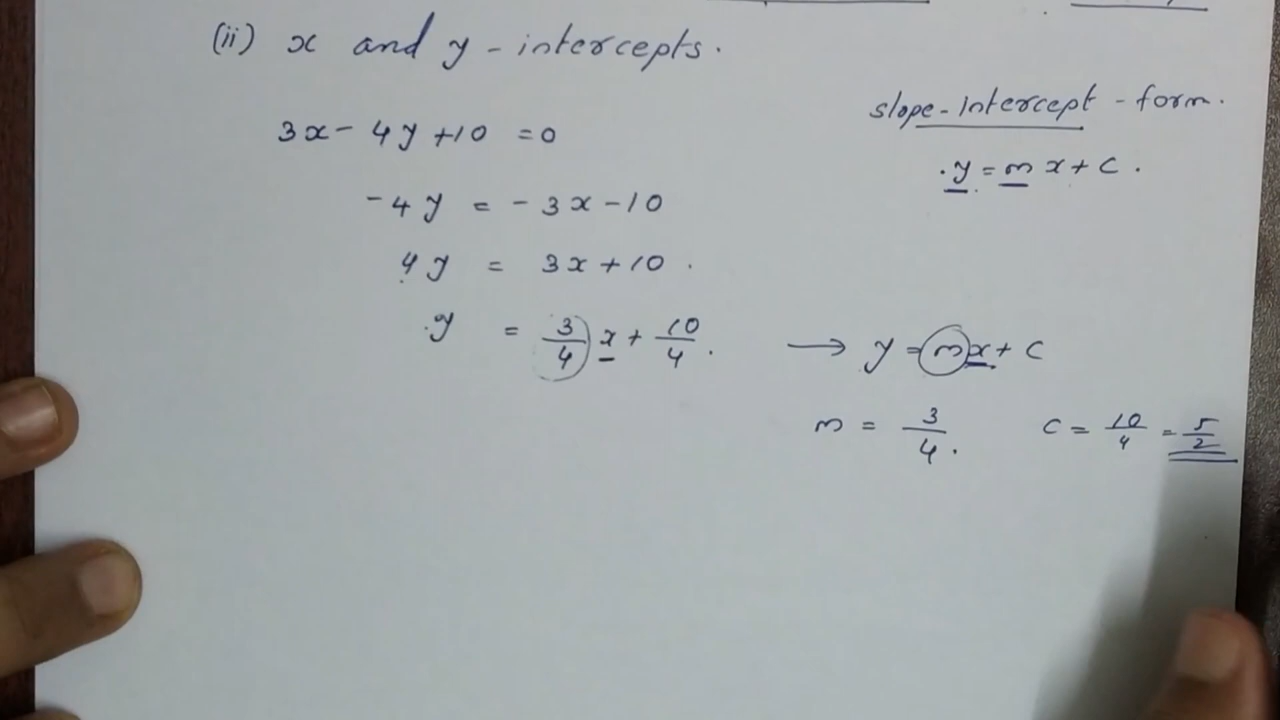 (ii) x and y - intercepts.
slope - intercept - form.
3x - 4y + 10 = 0
y = mx + c.
-4y = -3x - 10
4y = 3x + 10.
y = 3/4 x + 10/4. → y = mx + c
m = 3/4. c = 10/4 = 5/2